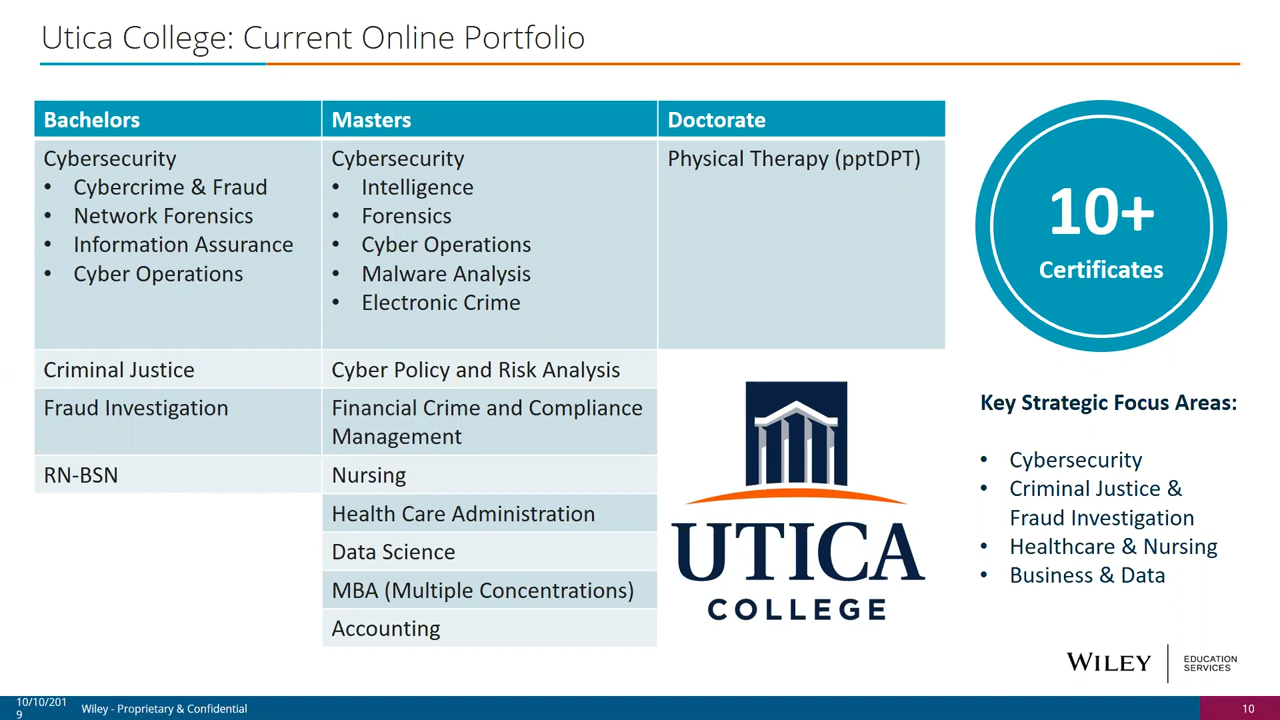 Utica College: Current Online Portfolio
Bachelors
Masters
Doctorate
Cybersecurity
• Cybercrime & Fraud
• Network Forensics
• Information Assurance
• Cyber Operations
Cybersecurity
• Intelligence
• Forensics
• Cyber Operations
• Malware Analysis
• Electronic Crime
Physical Therapy (pptDPT)
Criminal Justice
Cyber Policy and Risk Analysis
Fraud Investigation
Financial Crime and Compliance
Management
RN-BSN
Nursing
Health Care Administration
Data Science
MBA (Multiple Concentrations)
Accounting
UTICA
COLLEGE
10+
Certificates
Key Strategic Focus Areas:
• Cybersecurity
• Criminal Justice &
Fraud Investigation
• Healthcare & Nursing
• Business & Data
WILEY
EDUCATION
SERVICES
10/10/201
9
Wiley - Proprietary & Confidential
10